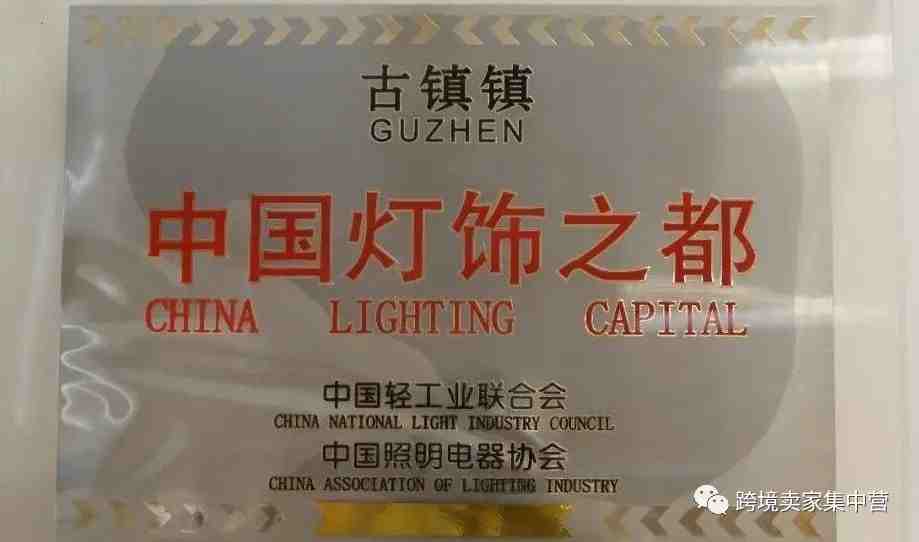 古镇镇
GUZHEN
中国灯饰之都
CHINA LIGHTING CAPITAL
中国轻工业联合会
CHINA NATIONAL LIGHT INDUSTRY COUNCIL
中国照明电器协会
CHINA ASSOCIATION OF LIGHTING INDUSTRY
跨境卖家集中营